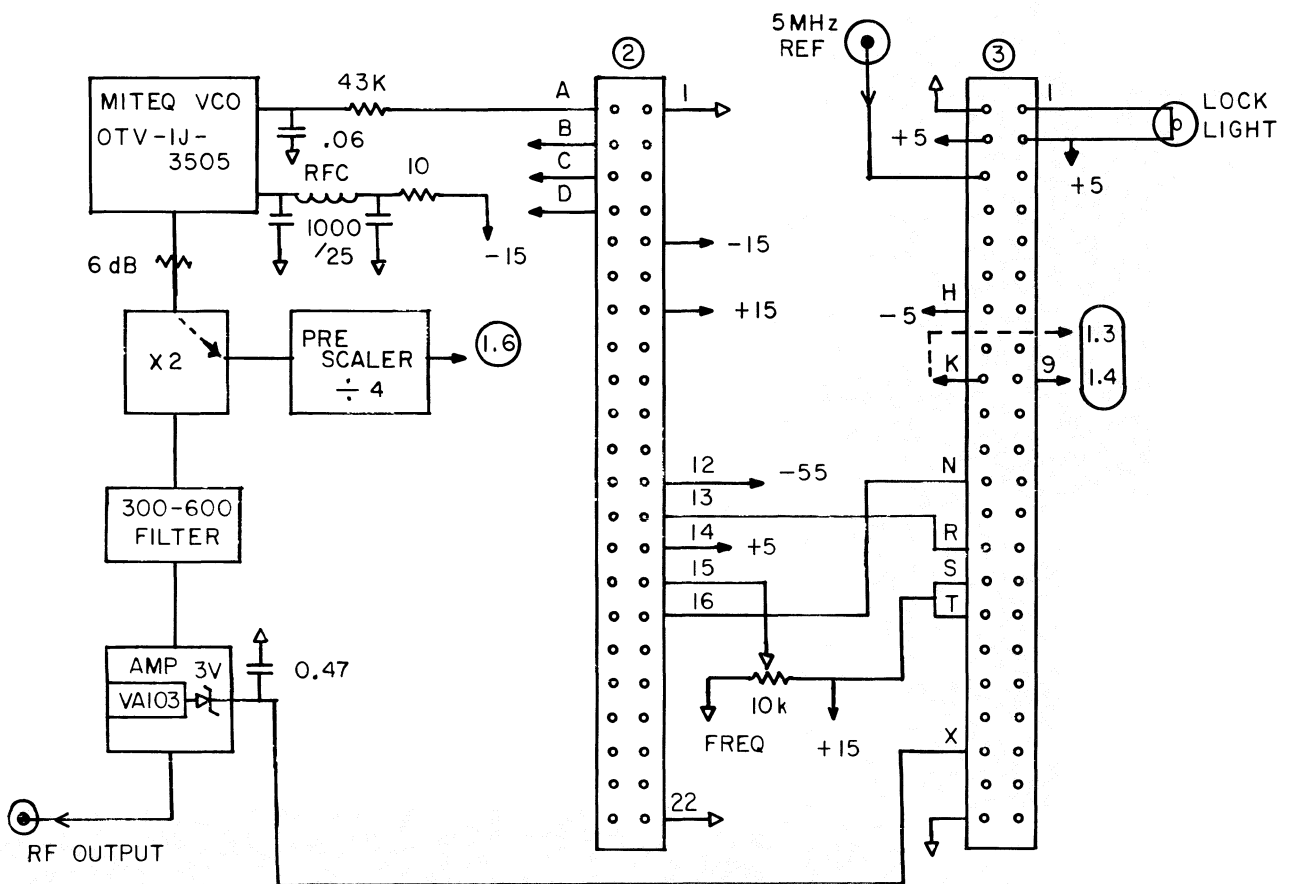 5MHz
REF
2
3
MITEQ VCO
OTV-1J-
3505
43K
A
1
1
LOCK
LIGHT
.06
B
+5
+5
RFC
10
C
D
1000
/25
-15
-15
6 dB
+15
H
-5
X2
PRE
SCALER
÷ 4
1.6
1.3
K
9
1.4
12
-55
N
300-600
FILTER
13
14
+5
R
15
S
16
T
AMP
3V
0.47
VA103
10k
FREQ
+15
X
22
RF OUTPUT